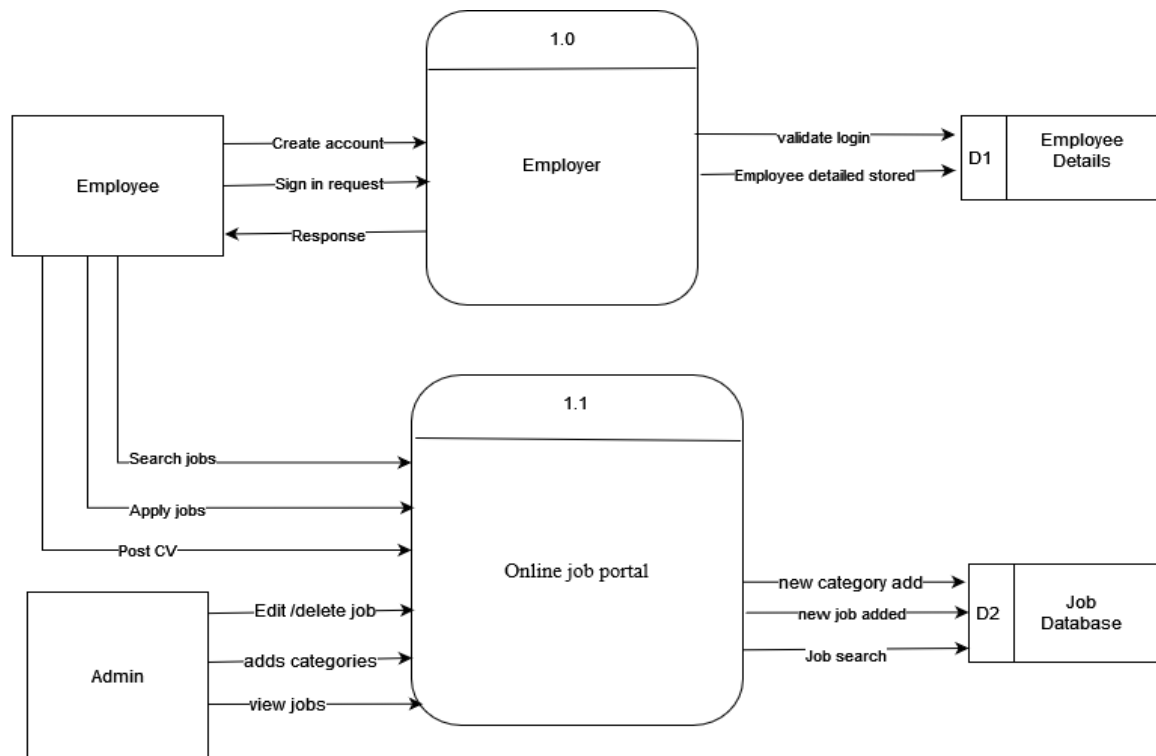 1.0
Employee
Create account
Sign in request
Response
Employer
validate login
Employee detailed stored
D1
Employee
Details
1.1
Search jobs
Apply jobs
Post CV
Online job portal
Admin
Edit /delete job
adds categories
view jobs
new category add
new job added
Job search
D2
Job
Database